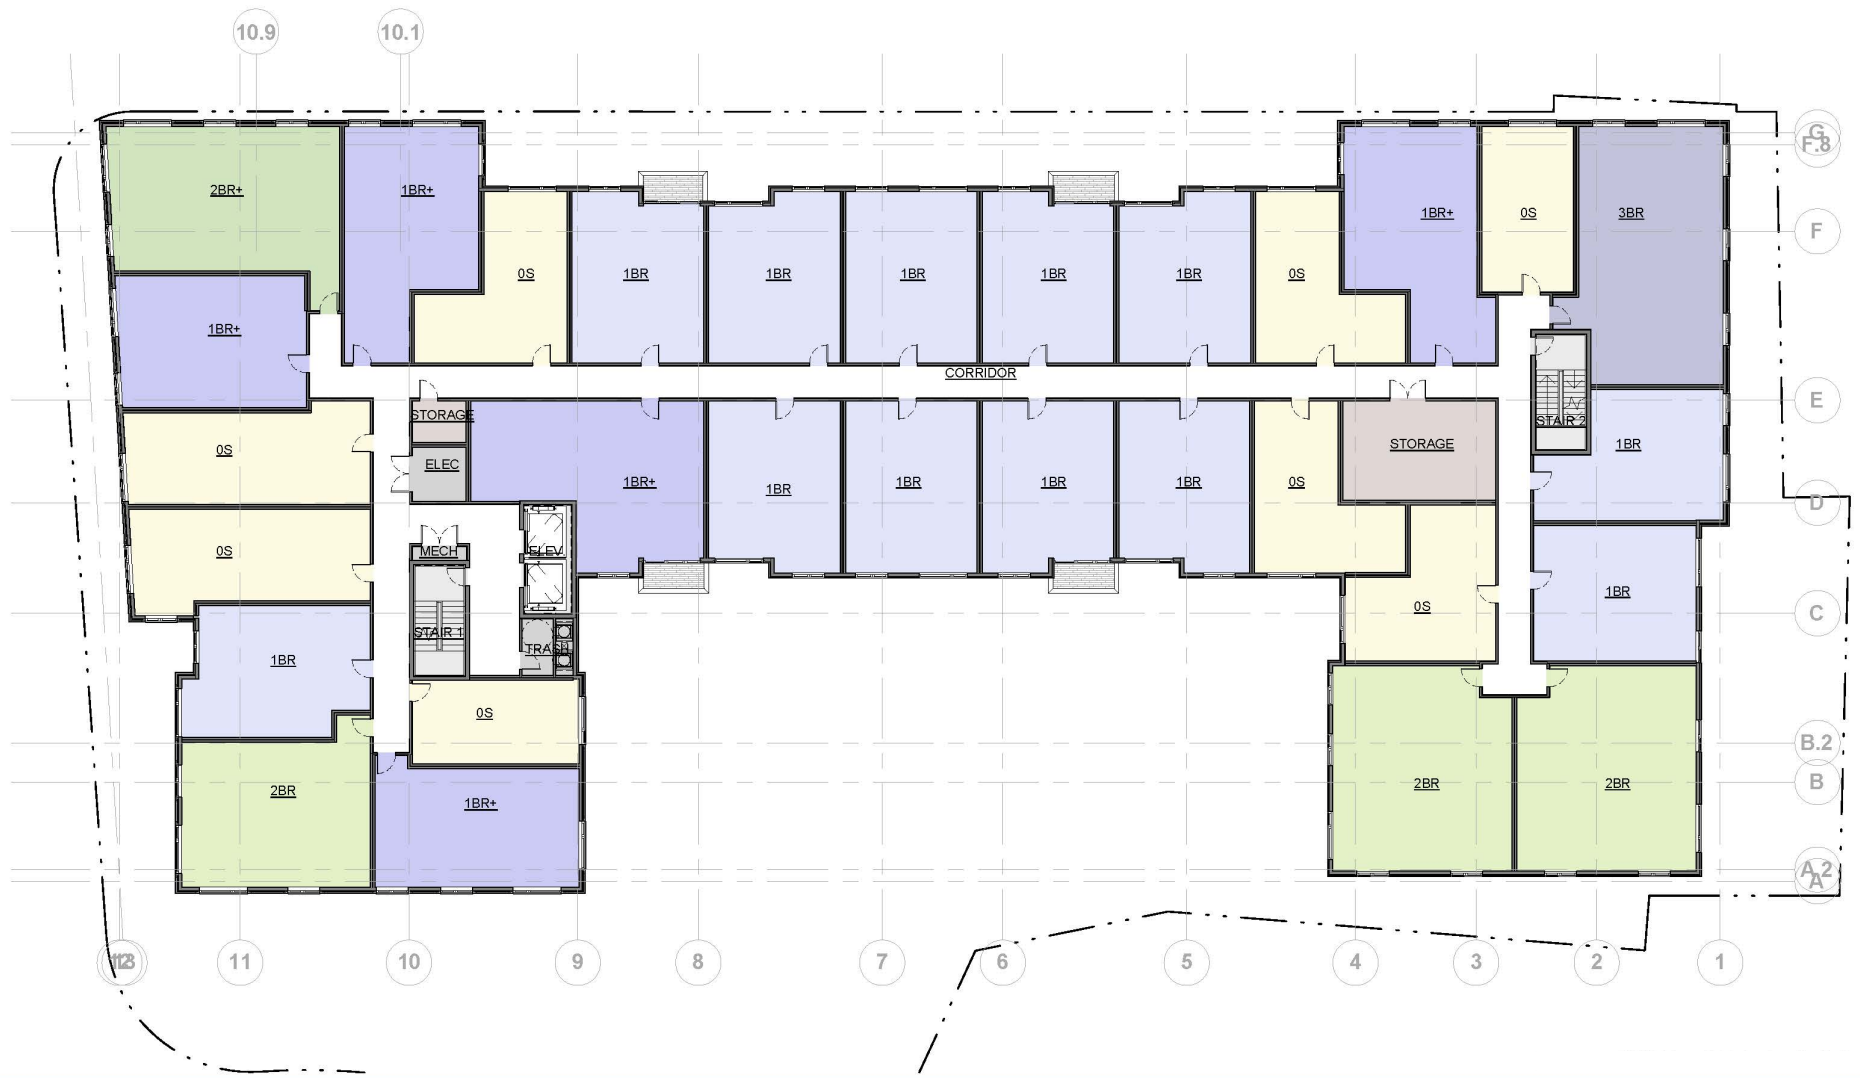 10.9
10.1
G
F.8
2BR+
1BR+
0S
1BR+
0S
3BR
F
1BR
1BR
1BR
1BR
1BR
0S
1BR+
CORRIDOR
STORAGE
E
STAIR 2
STORAGE
1BR
0S
ELEC
1BR+
1BR
1BR
1BR
1BR
0S
D
0S
MECH
ELEV
1BR
0S
C
STAIR 1
TRASH
1BR
0S
B.2
2BR
1BR+
2BR
2BR
B
A.2
A
13
12
11
10
9
8
7
6
5
4
3
2
1